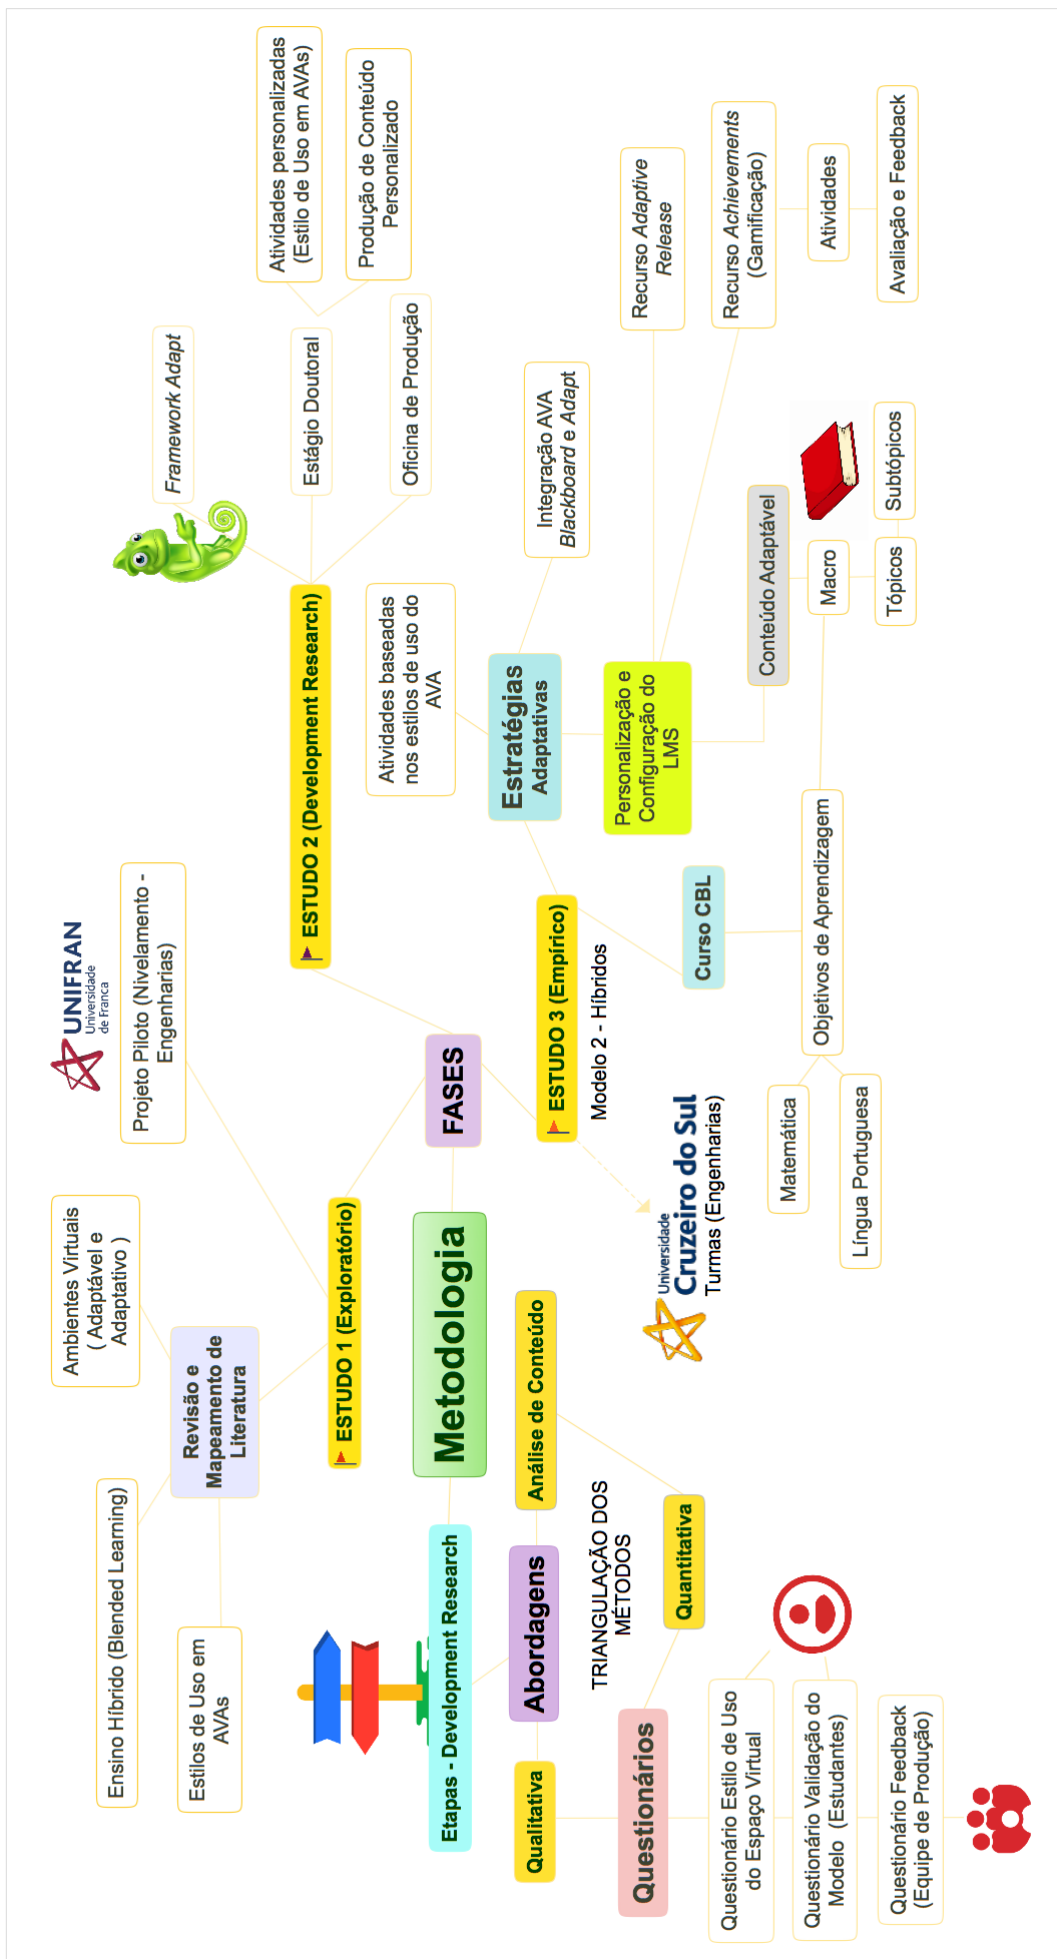 Ensino Híbrido (Blended Learning)
Estilos de Uso em
AVAs
Ambientes Virtuais
( Adaptável e
Adaptativo )
Revisão e
Mapeamento de
Literatura
UNIFRAN
Universidade
de Franca
Projeto Piloto (Nivelamento -
Engenharias)
ESTUDO 1 (Exploratório)
Metodologia
FASES
ESTUDO 2 (Development Research)
Framework Adapt
Estágio Doutoral
Oficina de Produção
Atividades personalizadas
(Estilo de Uso em AVAs)
Produção de Conteúdo
Personalizado
Etapas - Development Research
Abordagens
Qualitativa
Análise de Conteúdo
TRIANGULAÇÃO DOS
MÉTODOS
Quantitativa
Questionários
Questionário Estilo de Uso
do Espaço Virtual
Questionário Validação do
Modelo (Estudantes)
Questionário Feedback
(Equipe de Produção)
ESTUDO 3 (Empírico)
Modelo 2 - Híbridos
Universidade
Cruzeiro do Sul
Turmas (Engenharias)
Estratégias
Adaptativas
Atividades baseadas
nos estilos de uso do
AVA
Integração AVA
Blackboard e Adapt
Personalização e
Configuração do
LMS
Recurso Adaptive
Release
Recurso Achievements
(Gamificação)
Atividades
Avaliação e Feedback
Curso CBL
Objetivos de Aprendizagem
Matemática
Língua Portuguesa
Conteúdo Adaptável
Macro
Tópicos
Subtópicos